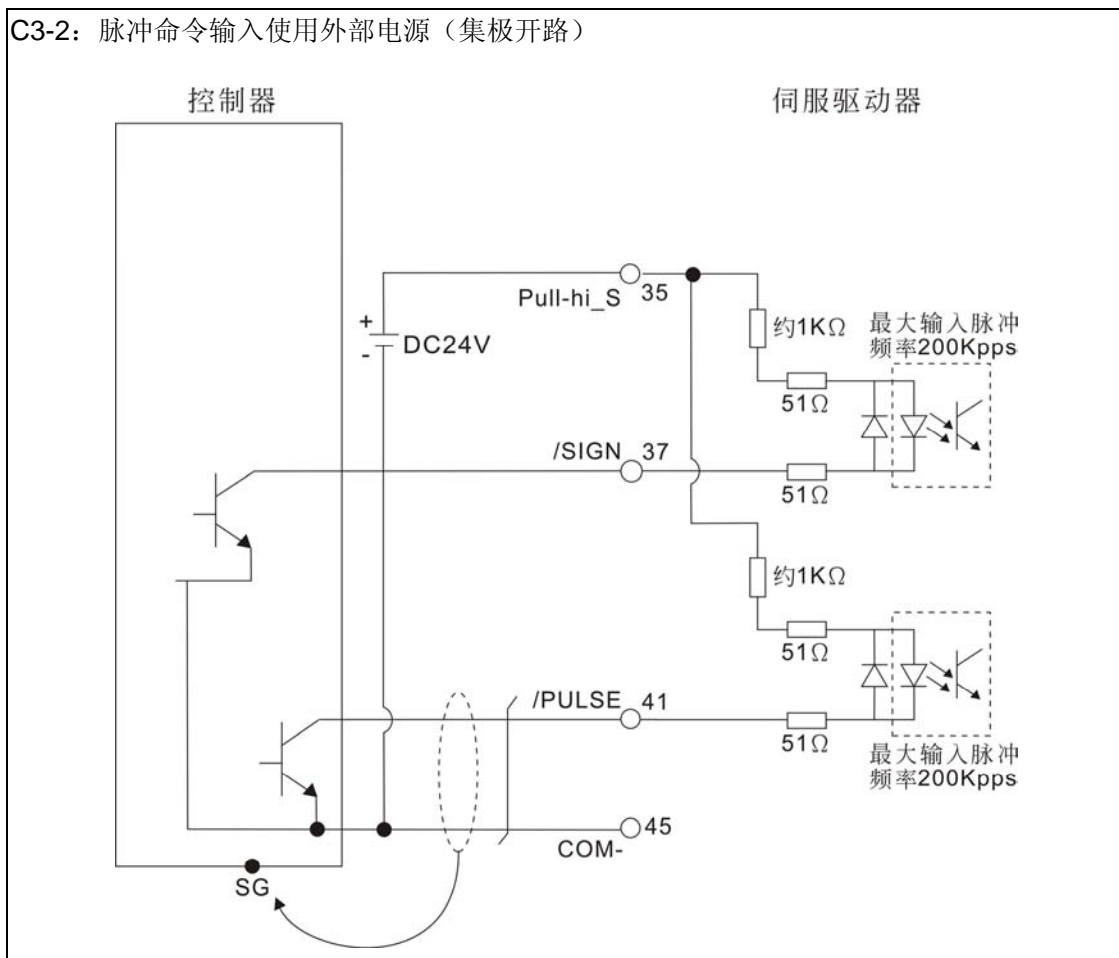 C3-2：脉冲命令输入使用外部电源（集极开路）
控制器
伺服驱动器
Pull-hi_S
35
+
-
DC24V
约1KΩ
最大输入脉冲
频率200Kpps
51Ω
/SIGN
37
51Ω
约1KΩ
51Ω
/PULSE
41
51Ω
最大输入脉冲
频率200Kpps
45
COM-
SG